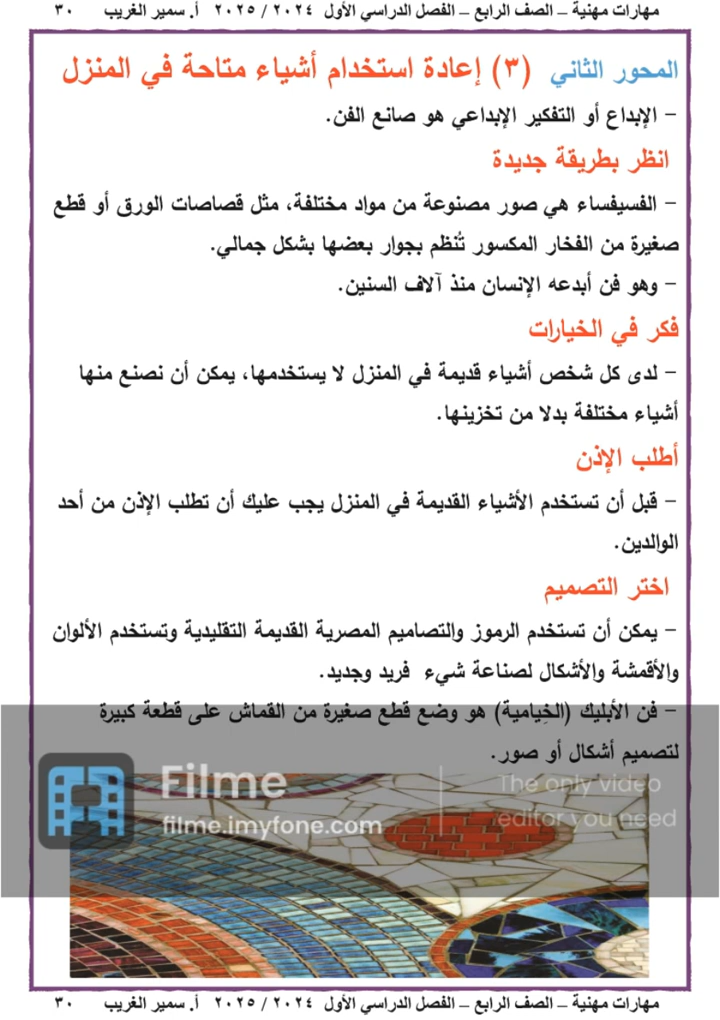 مهارات مهنية – الصف الرابع – الفصل الدراسي الأول ٢٠٢٤ / ٢٠٢٥ أ. سمير الغريب ٣٠
المحور الثاني (٣) إعادة استخدام أشياء متاحة في المنزل
– الإبداع أو التفكير الإبداعي هو صانع الفن.
انظر بطريقة جديدة
– الفسيفساء هي صور مصنوعة من مواد مختلفة، مثل قصاصات الورق أو قطع
صغيرة من الفخار المكسور تُنظم بجوار بعضها بشكل جمالي.
– وهو فن أبدعه الإنسان منذ آلاف السنين.
فكر في الخيارات
– لدى كل شخص أشياء قديمة في المنزل لا يستخدمها، يمكن أن نصنع منها
أشياء مختلفة بدلا من تخزينها.
أطلب الإذن
– قبل أن تستخدم الأشياء القديمة في المنزل يجب عليك أن تطلب الإذن من أحد
الوالدين.
اختر التصميم
– يمكن أن تستخدم الرموز والتصاميم المصرية القديمة التقليدية وتستخدم الألوان
والأقمشة والأشكال لصناعة شيء فريد وجديد.
– فن الأبليك (الخِيامية) هو وضع قطع صغيرة من القماش على قطعة كبيرة
لتصميم أشكال أو صور.
Filme
filme.imyfone.com
The only video
editor you need
مهارات مهنية – الصف الرابع – الفصل الدراسي الأول ٢٠٢٤ / ٢٠٢٥ أ. سمير الغريب ٣٠